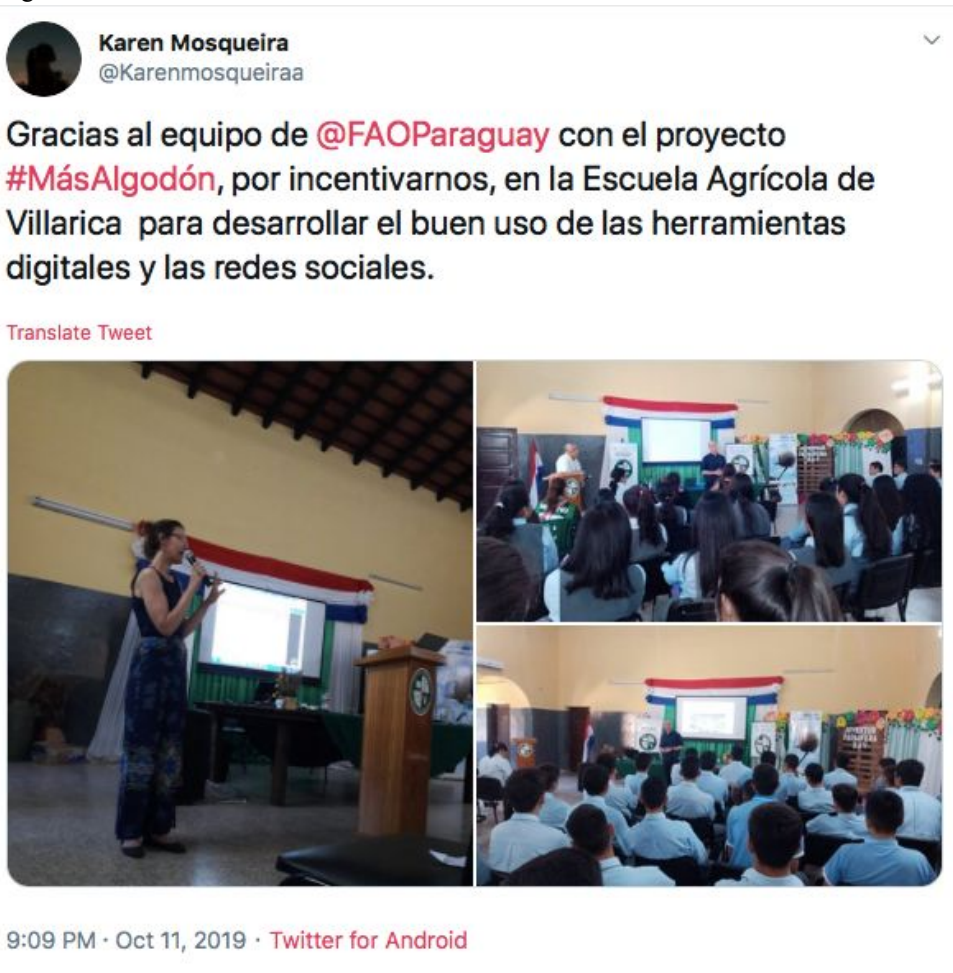 Karen Mosqueira
@Karenmosqueiraa
Gracias al equipo de @FAOParaguay con el proyecto
#MásAlgodón, por incentivarnos, en la Escuela Agrícola de
Villarica para desarrollar el buen uso de las herramientas
digitales y las redes sociales.
Translate Tweet
9:09 PM · Oct 11, 2019 · Twitter for Android